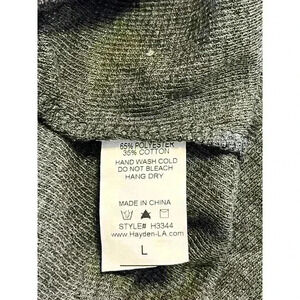 65% POLYESTER
35% COTTON
HAND WASH COLD
DO NOT BLEACH
HANG DRY
MADE IN CHINA
STYLE# H3344
www.Hayden-LA.com
L